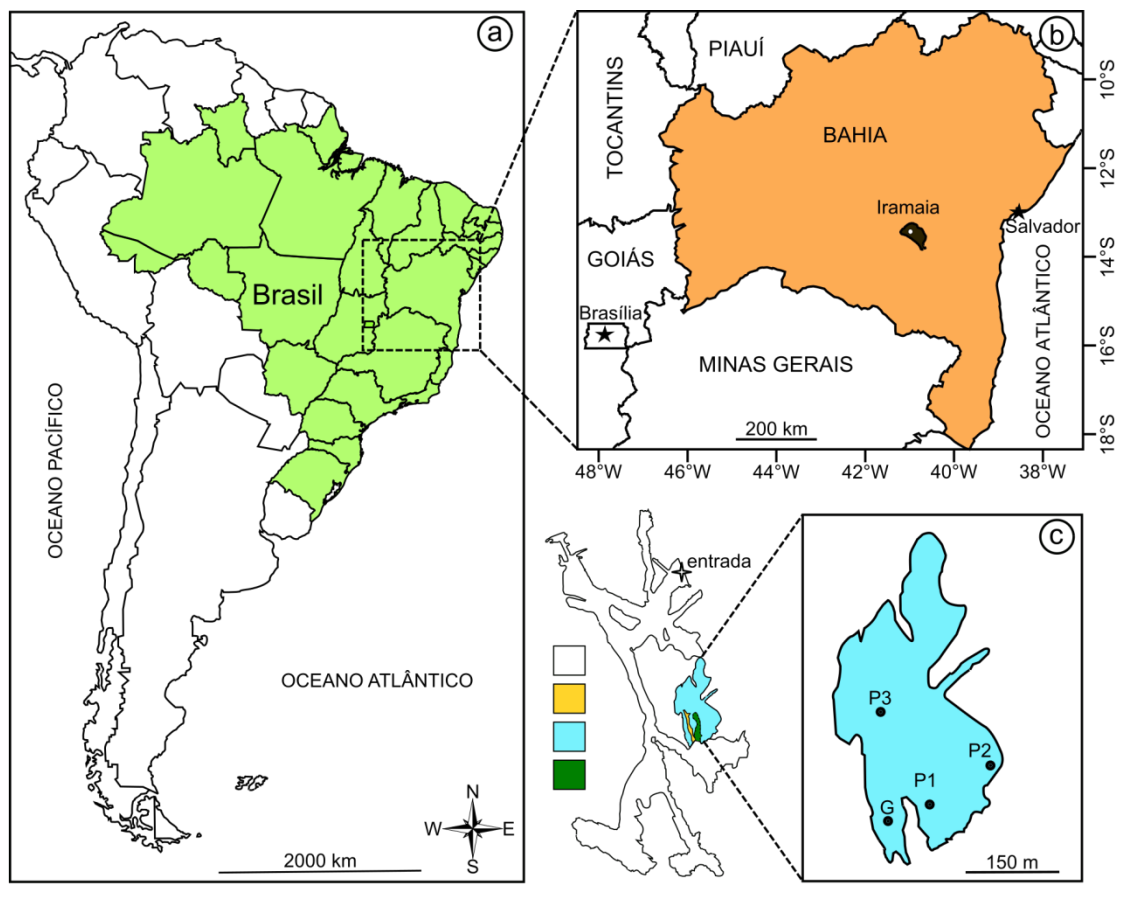 a
Brasil
OCEANO PACÍFICO
OCEANO ATLÂNTICO
N
W
E
S
2000 km
b
PIAUÍ
TOCANTINS
BAHIA
Iramaia
Salvador
GOIÁS
Brasília
MINAS GERAIS
OCEANO ATLÂNTICO
200 km
10°S
12°S
14°S
16°S
18°S
48°W
46°W
44°W
42°W
40°W
38°W
entrada
c
P3
P2
P1
G
150 m